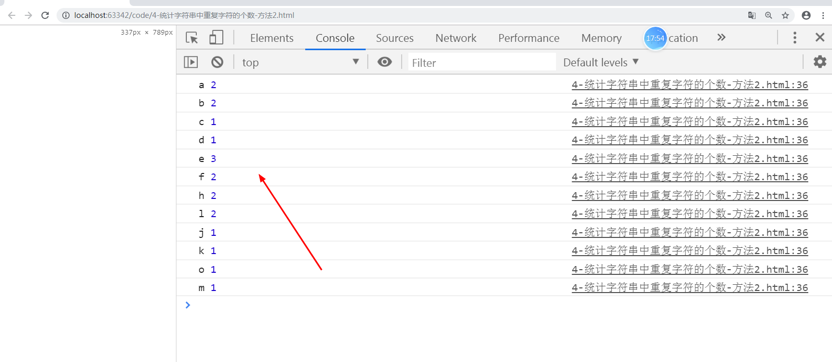 localhost:63342/code/4-统计字符串中重复字符的个数-方法2.html
337px × 789px
Elements Console Sources Network Performance Memory 17:54 cation »
top Filter Default levels
a 2 4-统计字符串中重复字符的个数-方法2.html:36
b 2 4-统计字符串中重复字符的个数-方法2.html:36
c 1 4-统计字符串中重复字符的个数-方法2.html:36
d 1 4-统计字符串中重复字符的个数-方法2.html:36
e 3 4-统计字符串中重复字符的个数-方法2.html:36
f 2 4-统计字符串中重复字符的个数-方法2.html:36
h 2 4-统计字符串中重复字符的个数-方法2.html:36
l 2 4-统计字符串中重复字符的个数-方法2.html:36
j 1 4-统计字符串中重复字符的个数-方法2.html:36
k 1 4-统计字符串中重复字符的个数-方法2.html:36
o 1 4-统计字符串中重复字符的个数-方法2.html:36
m 1 4-统计字符串中重复字符的个数-方法2.html:36